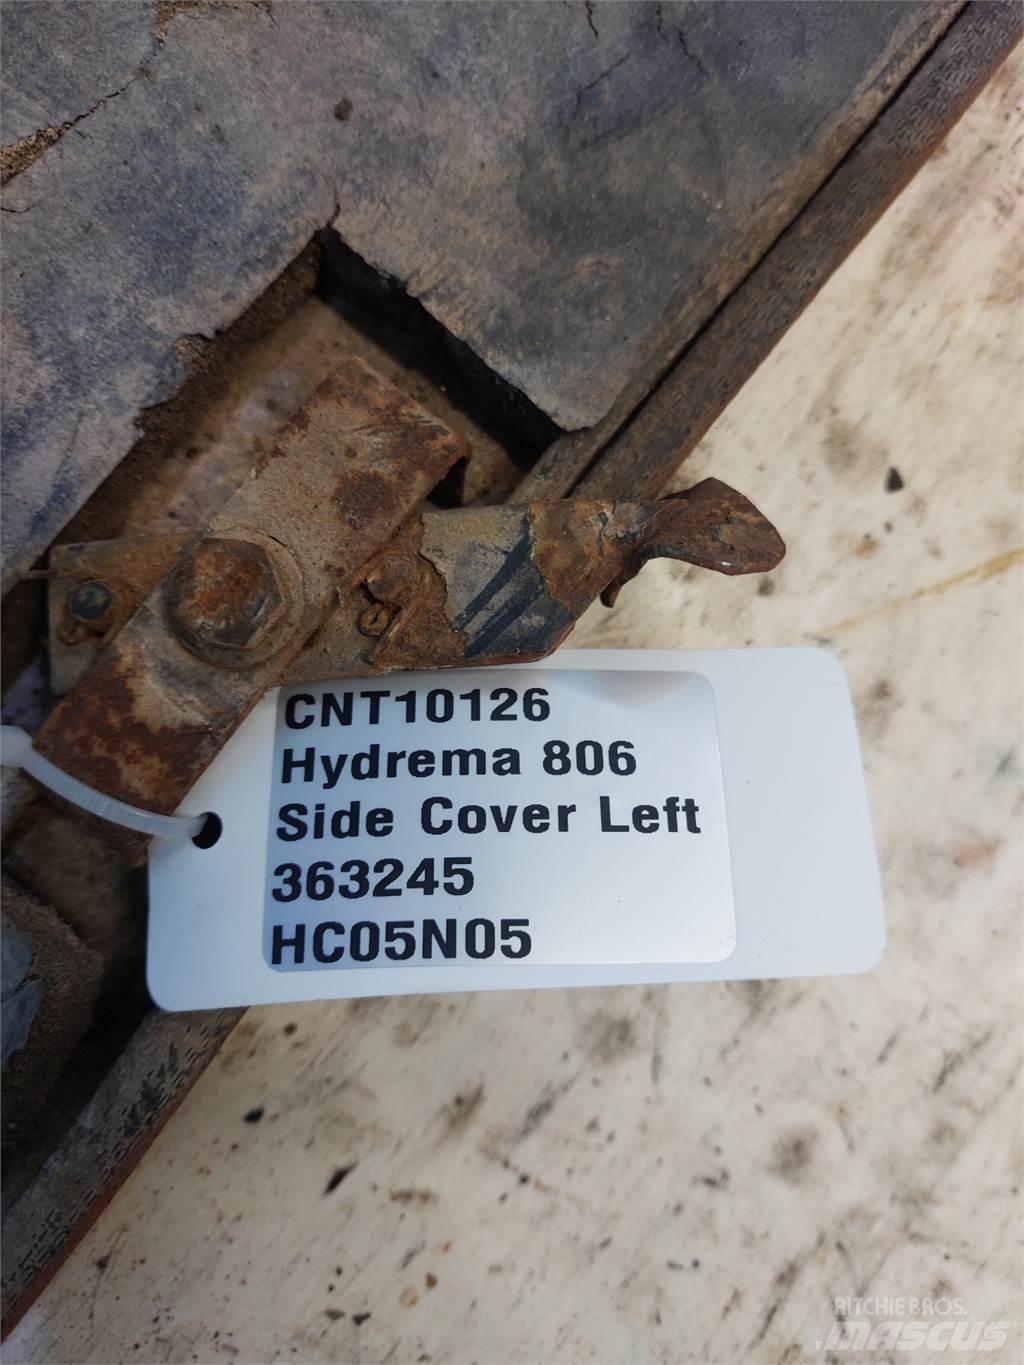 CNT10126
Hydrema 806
Side Cover Left
363245
HC05N05
RITCHIE BROS.
MASCUS